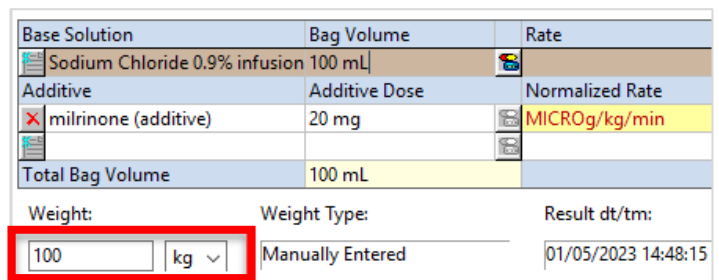 Base Solution Bag Volume Rate
Sodium Chloride 0.9% infusion 100 mL
Additive Additive Dose Normalized Rate
milrinone (additive) 20 mg MICROg/kg/min
Total Bag Volume 100 mL
Weight: Weight Type: Result dt/tm:
100 kg Manually Entered 01/05/2023 14:48:15